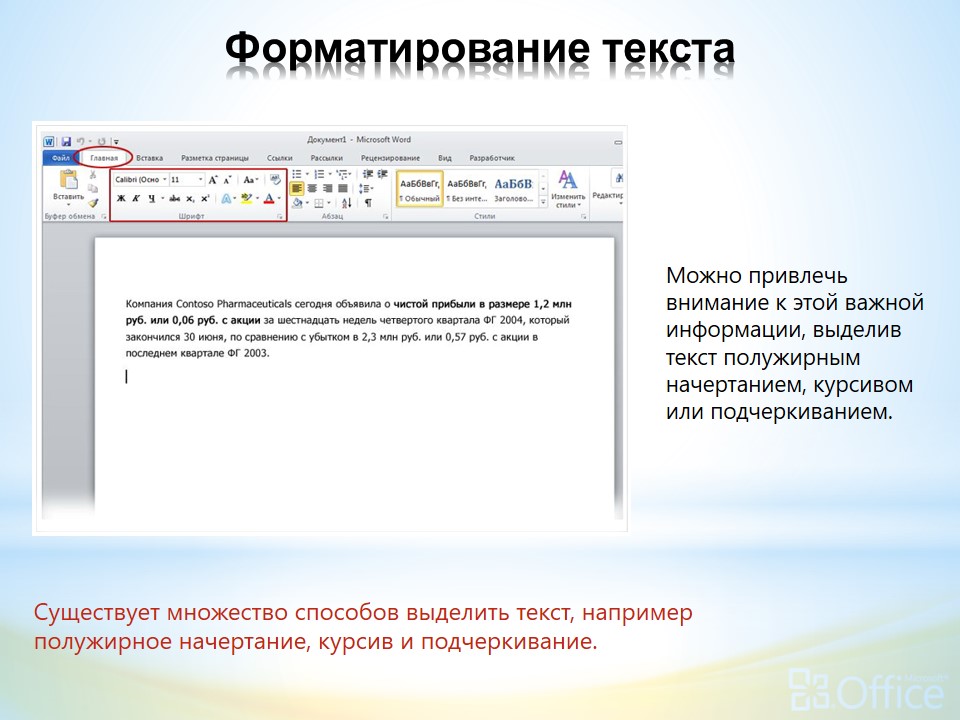 Форматирование текста
Документ1 - Microsoft Word
Файл Главная Вставка Разметка страницы Ссылки Рассылки Рецензирование Вид Разработчик
Calibri (Осно 11 Aa
АаБбВвГг, АаБбВвГг, АаБбВ
Вставить ¶ Обычный ¶ Без инте... Заголово... Изменить стили Редактир
Ж К Ч abc x₂ x²
Буфер обмена Шрифт Абзац Стили
Компания Contoso Pharmaceuticals сегодня объявила о чистой прибыли в размере 1,2 млн
руб. или 0,06 руб. с акции за шестнадцать недель четвертого квартала ФГ 2004, который
закончился 30 июня, по сравнению с убытком в 2,3 млн руб. или 0,57 руб. с акции в
последнем квартале ФГ 2003.
Можно привлечь
внимание к этой важной
информации, выделив
текст полужирным
начертанием, курсивом
или подчеркиванием.
Существует множество способов выделить текст, например
полужирное начертание, курсив и подчеркивание.
Microsoft
Office